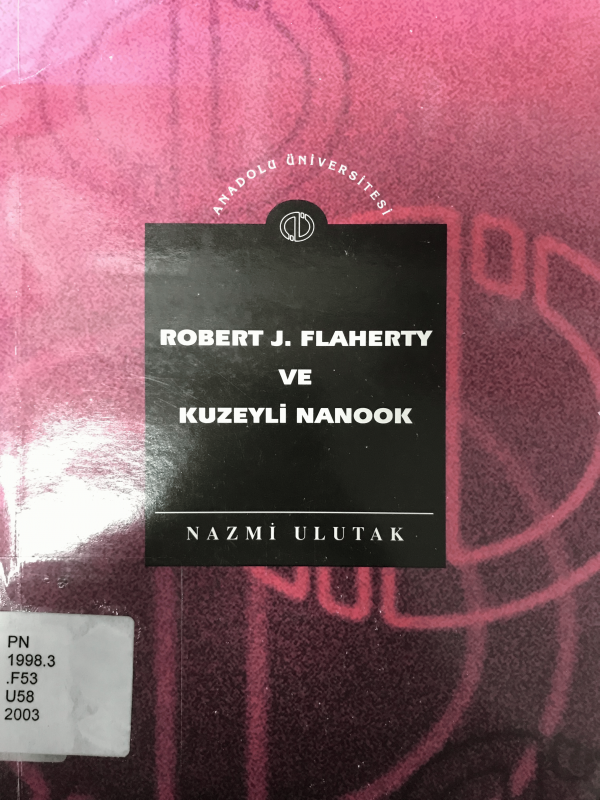 ANADOLU ÜNİVERSİTESİ
ROBERT J. FLAHERTY
VE
KUZEYLİ NANOOK
NAZMİ ULUTAK
PN
1998.3
.F53
U58
2003